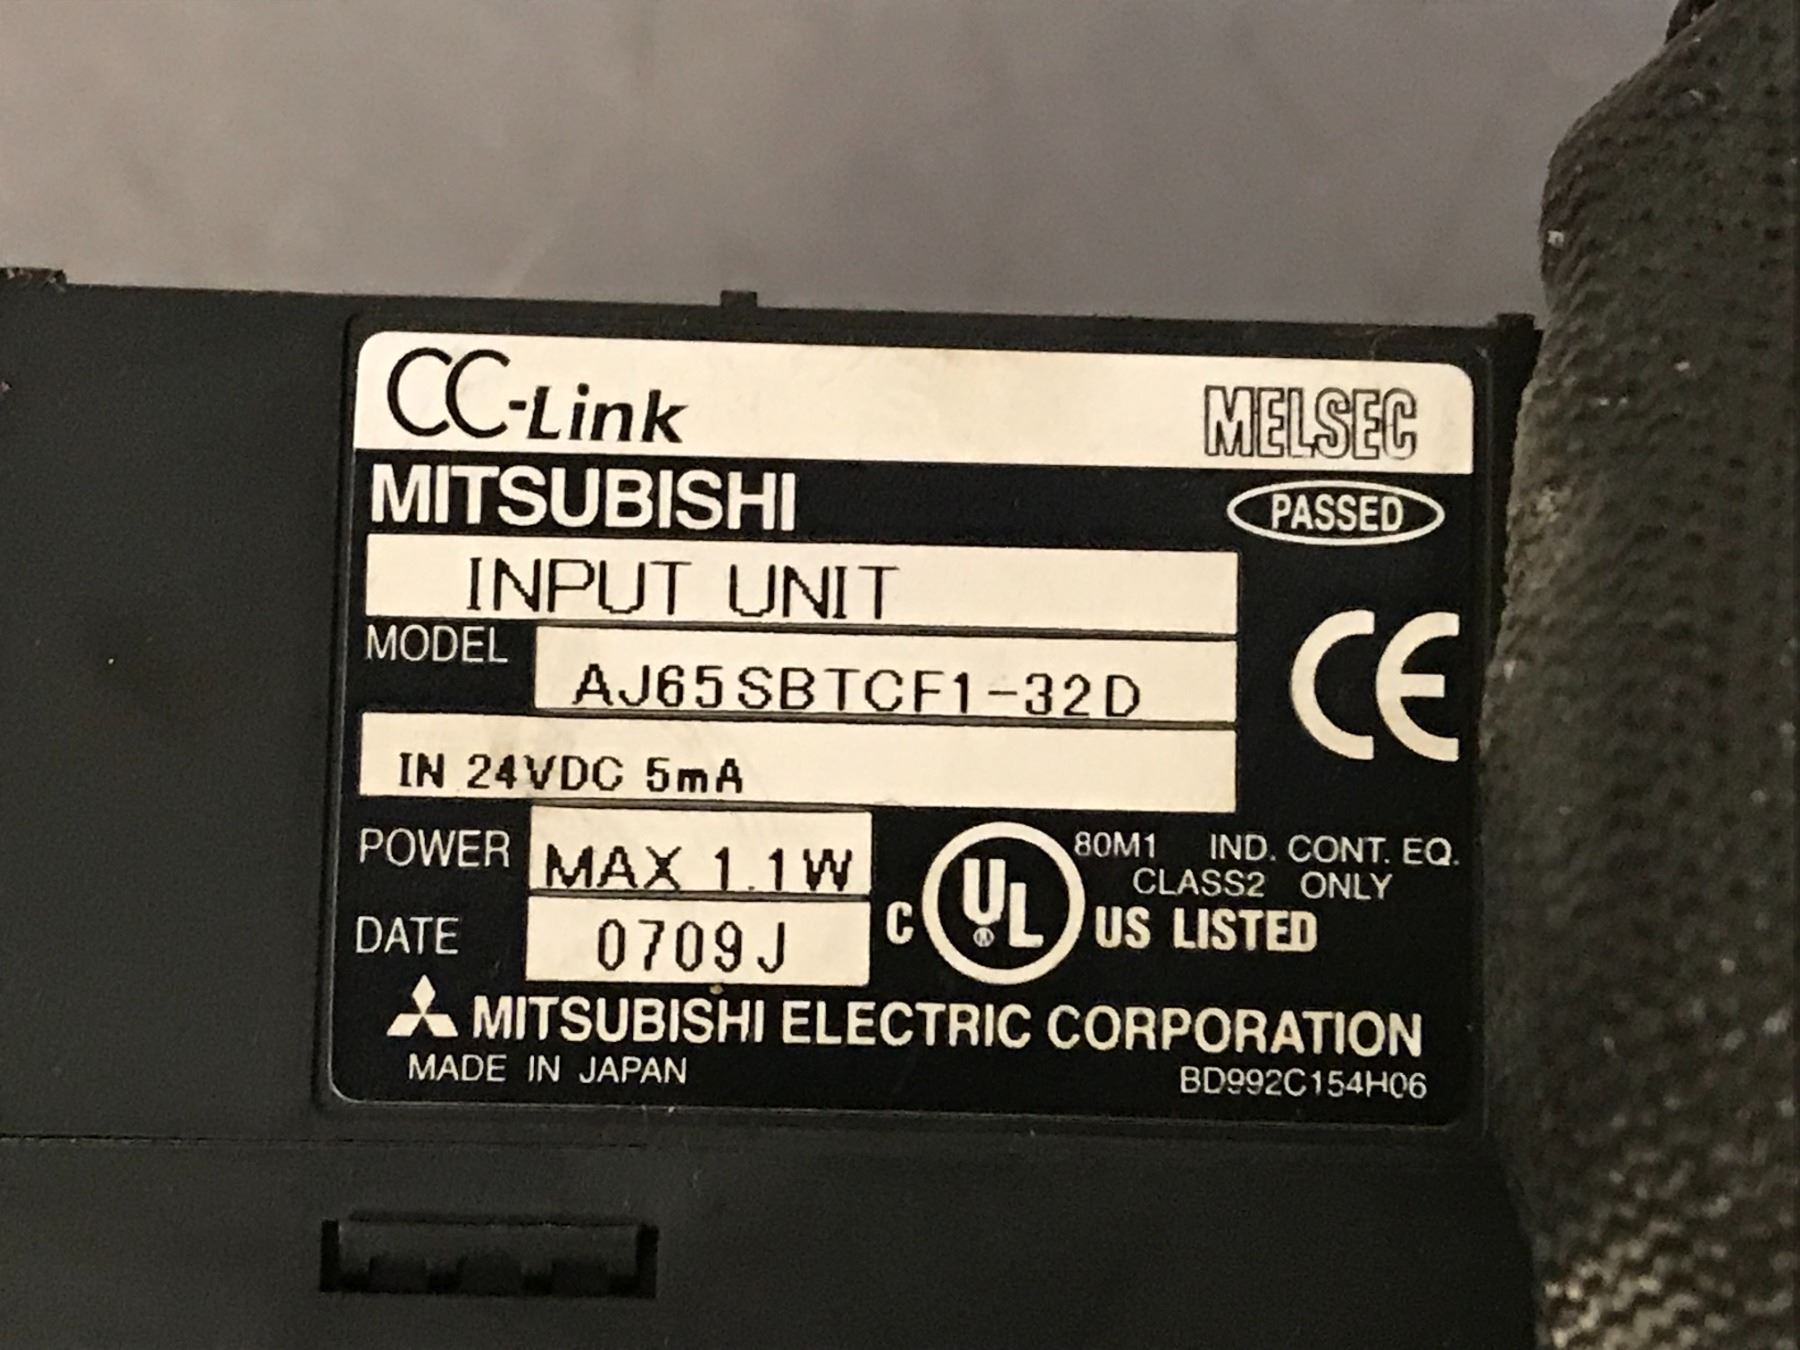 CC-Link MELSEC
MITSUBISHI PASSED
INPUT UNIT
CE
MODEL AJ65SBTCF1-32D
IN 24VDC 5mA
POWER MAX 1.1W
80M1 IND. CONT. EQ.
CLASS2 ONLY
C UL ® US LISTED
DATE 0709J
MITSUBISHI ELECTRIC CORPORATION
MADE IN JAPAN BD992C154H06